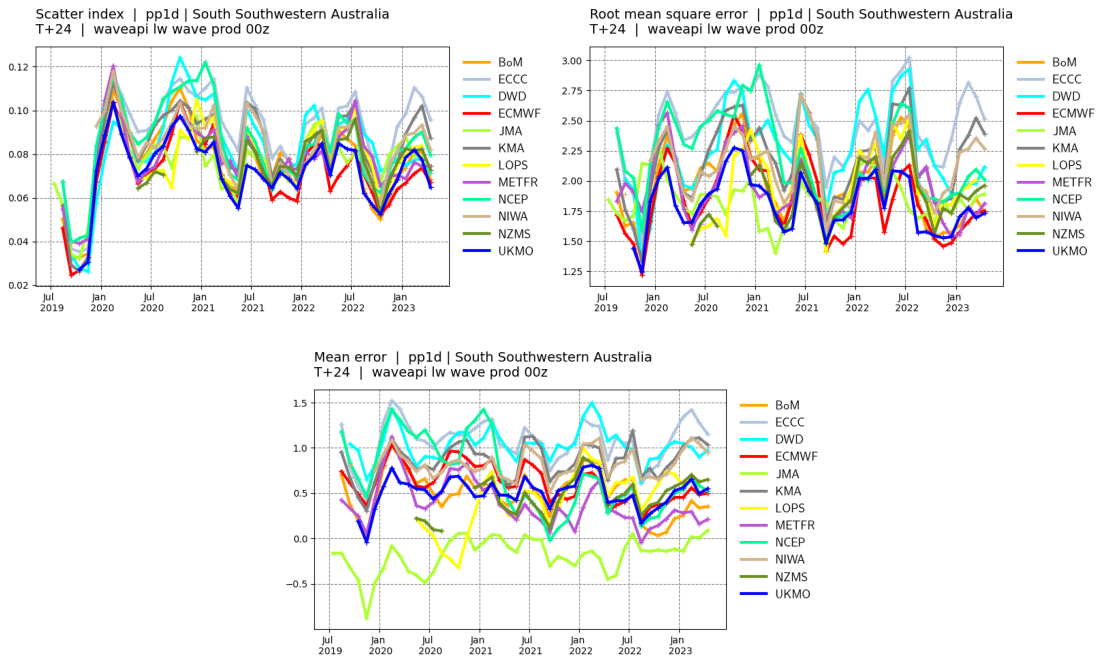 Scatter index | pp1d | South Southwestern Australia
T+24 | waveapi lw wave prod 00z
0.12
0.10
0.08
0.06
0.04
0.02
Jul Jan Jul Jan Jul Jan Jul Jan
2019 2020 2020 2021 2021 2022 2022 2023
BoM
ECCC
DWD
ECMWF
JMA
KMA
LOPS
METFR
NCEP
NIWA
NZMS
UKMO
Root mean square error | pp1d | South Southwestern Australia
T+24 | waveapi lw wave prod 00z
3.00
2.75
2.50
2.25
2.00
1.75
1.50
1.25
Jul Jan Jul Jan Jul Jan Jul Jan
2019 2020 2020 2021 2021 2022 2022 2023
BoM
ECCC
DWD
ECMWF
JMA
KMA
LOPS
METFR
NCEP
NIWA
NZMS
UKMO
Mean error | pp1d | South Southwestern Australia
T+24 | waveapi lw wave prod 00z
1.5
1.0
0.5
0.0
−0.5
Jul Jan Jul Jan Jul Jan Jul Jan
2019 2020 2020 2021 2021 2022 2022 2023
BoM
ECCC
DWD
ECMWF
JMA
KMA
LOPS
METFR
NCEP
NIWA
NZMS
UKMO